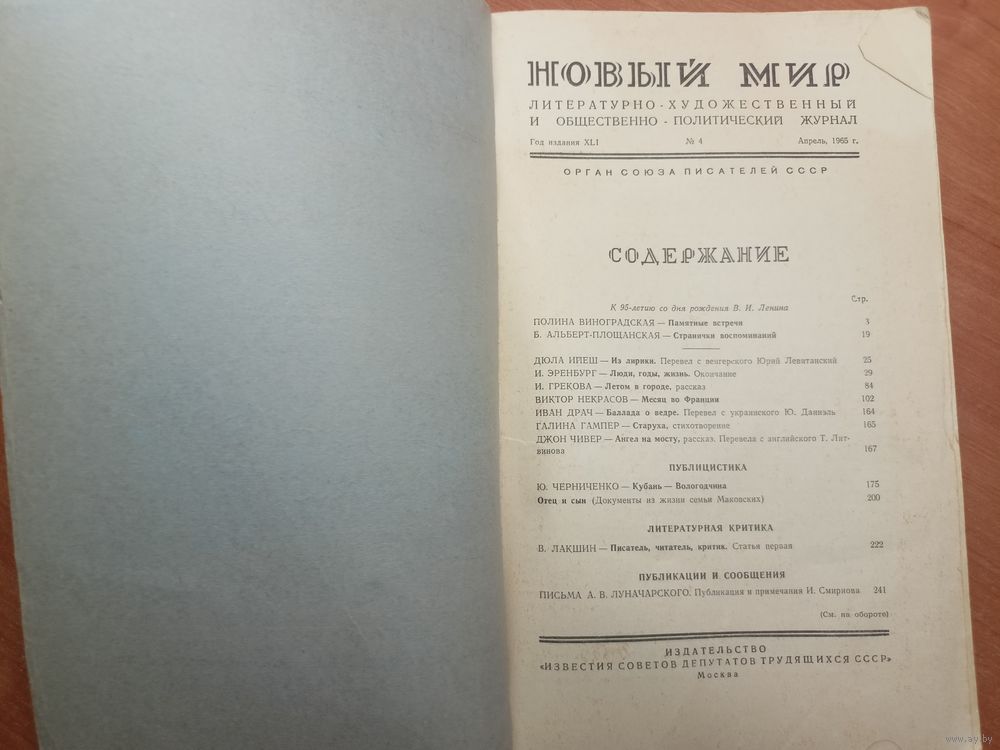 НОВЫЙ МИР
ЛИТЕРАТУРНО-ХУДОЖЕСТВЕННЫЙ
И ОБЩЕСТВЕННО-ПОЛИТИЧЕСКИЙ ЖУРНАЛ
Год издания XLI № 4 Апрель, 1965 г.
ОРГАН СОЮЗА ПИСАТЕЛЕЙ СССР
СОДЕРЖАНИЕ
Стр.
К 95-летию со дня рождения В. И. Ленина
ПОЛИНА ВИНОГРАДСКАЯ — Памятные встречи 3
Б. АЛЬБЕРТ-ПЛОЩАНСКАЯ — Странички воспоминаний 19
ДЮЛА ИЙЕШ — Из лирики. Перевел с венгерского Юрий Левитанский 25
И. ЭРЕНБУРГ — Люди, годы, жизнь. Окончание 29
И. ГРЕКОВА — Летом в городе, рассказ 84
ВИКТОР НЕКРАСОВ — Месяц во Франции 102
ИВАН ДРАЧ — Баллада о ведре. Перевел с украинского Ю. Даниэль 164
ГАЛИНА ГАМПЕР — Старуха, стихотворение 165
ДЖОН ЧИВЕР — Ангел на мосту, рассказ. Перевела с английского Т. Лит-
винова 167
ПУБЛИЦИСТИКА
Ю. ЧЕРНИЧЕНКО — Кубань — Вологодчина 175
Отец и сын (Документы из жизни семьи Маковских) 200
ЛИТЕРАТУРНАЯ КРИТИКА
В. ЛАКШИН — Писатель, читатель, критик. Статья первая 222
ПУБЛИКАЦИИ И СООБЩЕНИЯ
ПИСЬМА А. В. ЛУНАЧАРСКОГО. Публикация и примечания И. Смирнова 241
(См. на обороте)
ИЗДАТЕЛЬСТВО
«ИЗВЕСТИЯ СОВЕТОВ ДЕПУТАТОВ ТРУДЯЩИХСЯ СССР»
Москва
www.ay.by